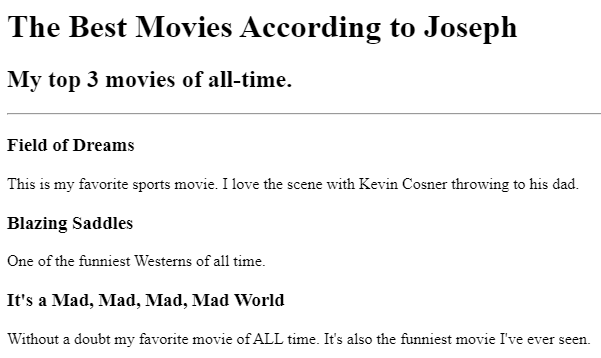 The Best Movies According to Joseph
My top 3 movies of all-time.
Field of Dreams
This is my favorite sports movie. I love the scene with Kevin Cosner throwing to his dad.
Blazing Saddles
One of the funniest Westerns of all time.
It's a Mad, Mad, Mad, Mad World
Without a doubt my favorite movie of ALL time. It's also the funniest movie I've ever seen.